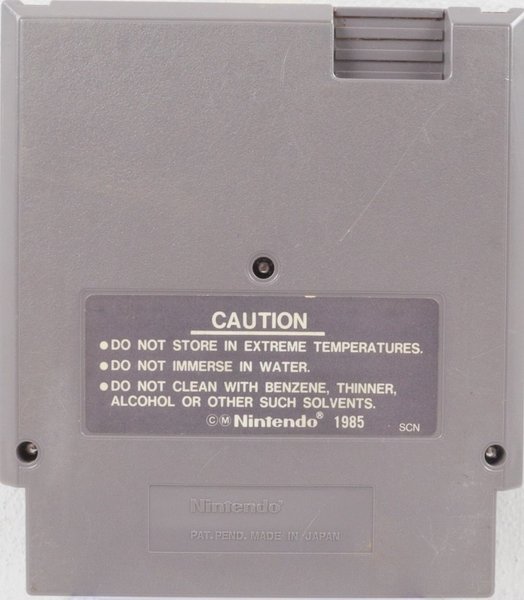 CAUTION
●DO NOT STORE IN EXTREME TEMPERATURES.
●DO NOT IMMERSE IN WATER.
●DO NOT CLEAN WITH BENZENE, THINNER,
ALCOHOL OR OTHER SUCH SOLVENTS.
ⒸⓂ Nintendo® 1985 SCN
Nintendo®
PAT. PEND. MADE IN JAPAN